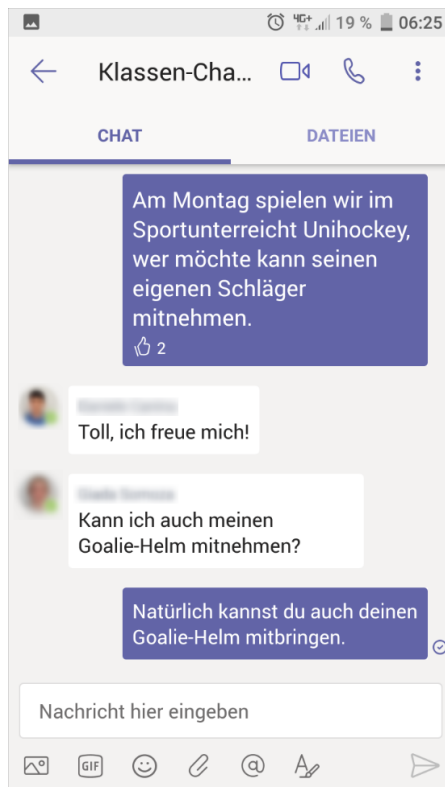 4G+ 19 % 06:25
Klassen-Cha...
CHAT DATEIEN
Am Montag spielen wir im
Sportunterreicht Unihockey,
wer möchte kann seinen
eigenen Schläger
mitnehmen.
2
Toll, ich freue mich!
Kann ich auch meinen
Goalie-Helm mitnehmen?
Natürlich kannst du auch deinen
Goalie-Helm mitbringen.
Nachricht hier eingeben
GIF @ A